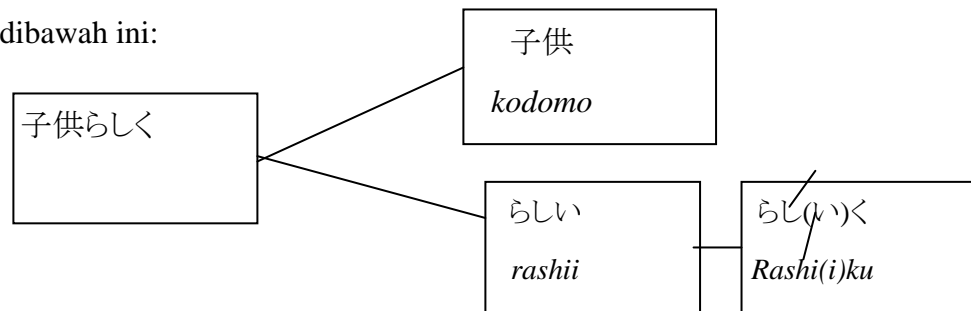 dibawah ini:
子供らしく
子供
kodomo
らしい
rashii
らし(い)く
Rashi(i)ku